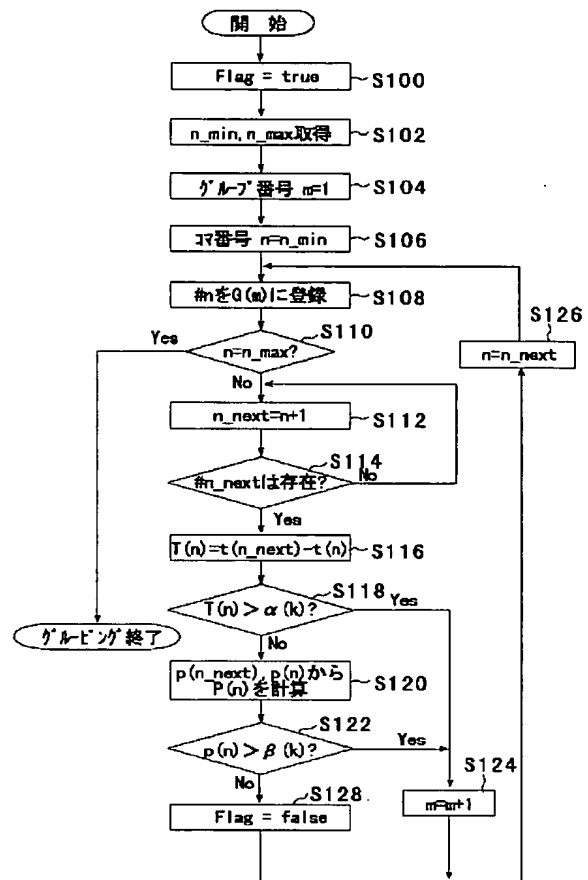 開 始
Flag = true
S100
n_min, n_max取得
S102
グループ番号 m=1
S104
コマ番号 n=n_min
S106
#nをG(m)に登録
S108
S110
Yes
n=n_max?
No
S126
n=n_next
n_next=n+1
S112
S114
#n_nextは存在?
No
Yes
T(n)=t(n_next)-t(n)
S116
S118
T(n)>α(k)?
Yes
グルーピング終了
No
p(n_next), p(n)から
P(n)を計算
S120
S122
p(n)>β(k)?
Yes
No
S124
m=m+1
S128
Flag = false